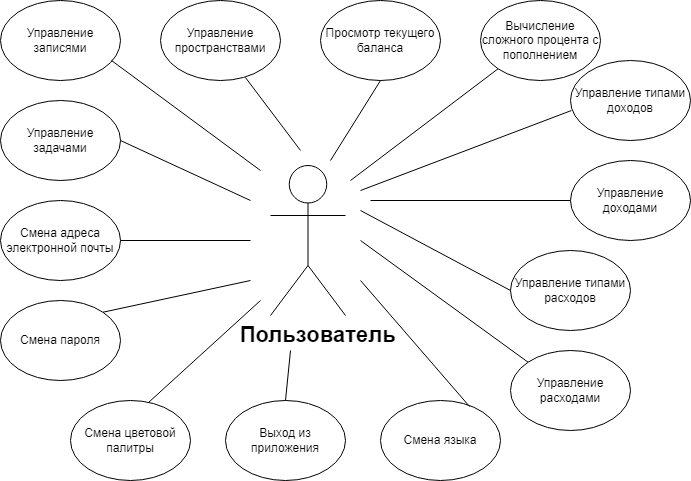 Управление
записями
Управление
пространствами
Просмотр текущего
баланса
Вычисление
сложного процента с
пополнением
Управление типами
доходов
Управление
задачами
Управление
доходами
Смена адреса
электронной почты
Управление типами
расходов
Смена пароля
Пользователь
Управление
расходами
Смена цветовой
палитры
Выход из
приложения
Смена языка